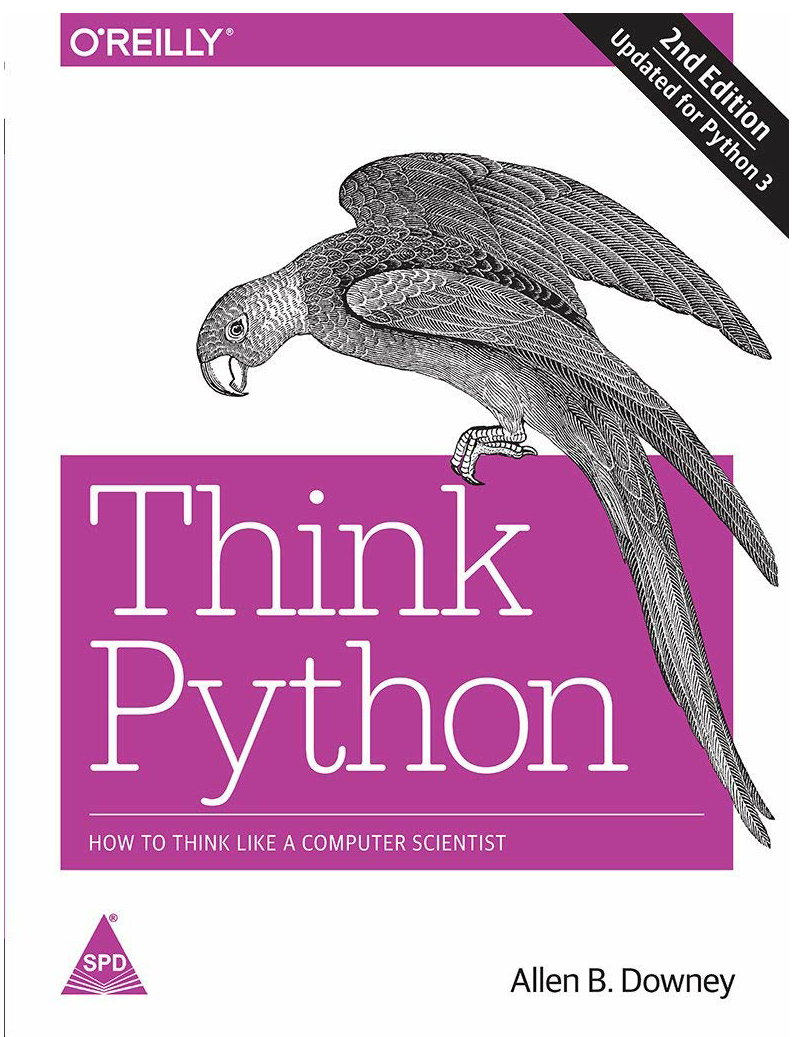 O'REILLY®
2nd Edition
Updated for Python 3
Think
Python
HOW TO THINK LIKE A COMPUTER SCIENTIST
®
SPD
Allen B. Downey